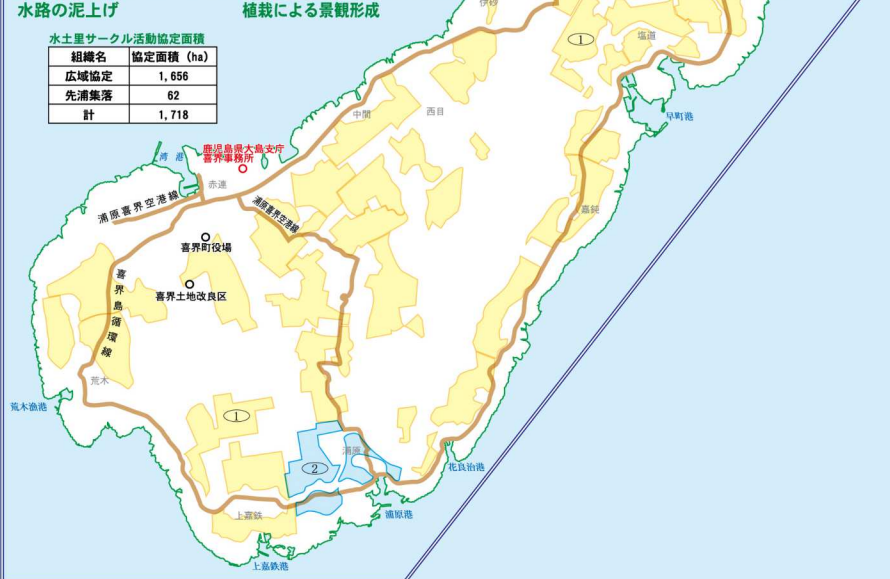 水路の泥上げ
植栽による景観形成
水土里サークル活動協定面積
組織名 協定面積 (ha)
広域協定 1,656
先浦集落 62
計 1,718
伊砂
①
塩道
早町港
中間
西目
湾港
鹿児島県大島支庁
喜界事務所
赤連
浦原喜界空港線
浦原喜界空港線
嘉鈍
喜界町役場
喜界土地改良区
喜界島循環線
荒木
荒木漁港
①
浦原
②
花良治港
浦原港
上嘉鉄
上嘉鉄港